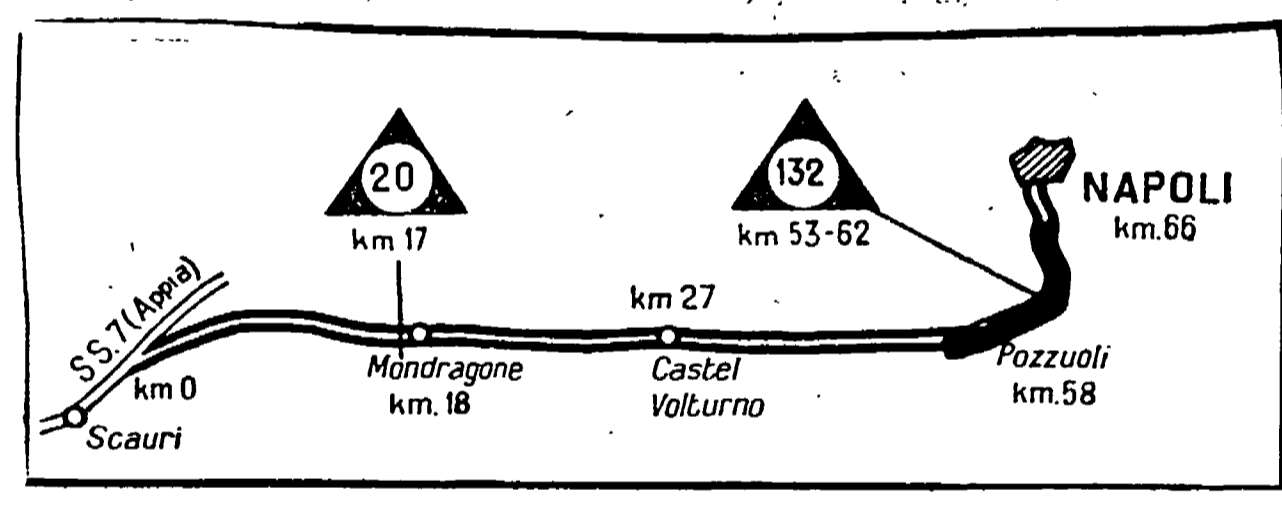 20
km 17
132
km 53-62
NAPOLI
km.66
S S. 7 (Appia)
km 0
Scauri
km 27
Mondragone
km. 18
Castel
Volturno
Pozzuoli
km.58